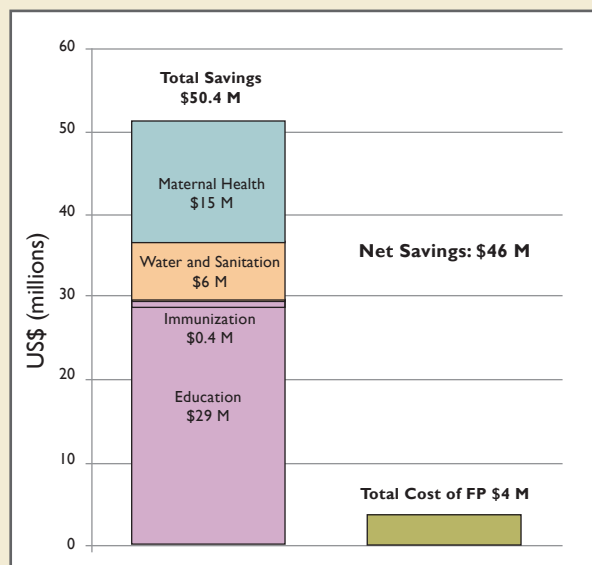 60
50
40
30
20
10
0
US$ (millions)
Total Savings
$50.4 M
Maternal Health
$15 M
Water and Sanitation
$6 M
Immunization
$0.4 M
Education
$29 M
Net Savings: $46 M
Total Cost of FP $4 M